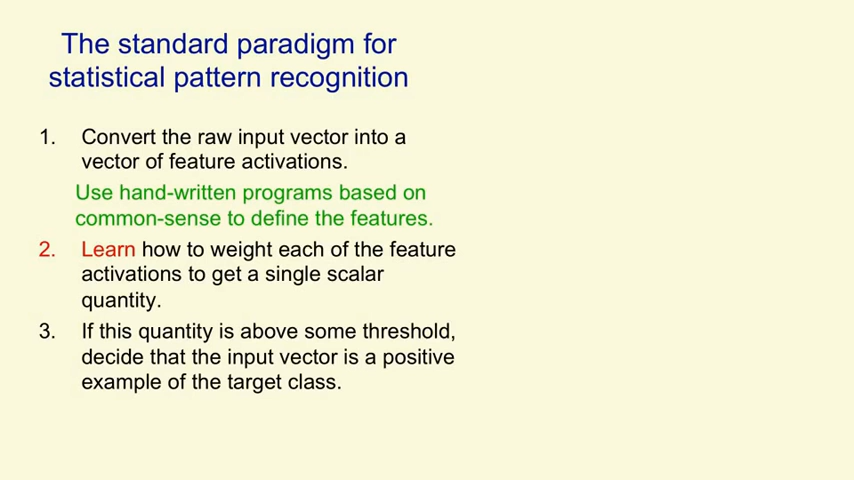 The standard paradigm for
statistical pattern recognition
1. Convert the raw input vector into a
vector of feature activations.
Use hand-written programs based on
common-sense to define the features.
2. Learn how to weight each of the feature
activations to get a single scalar
quantity.
3. If this quantity is above some threshold,
decide that the input vector is a positive
example of the target class.